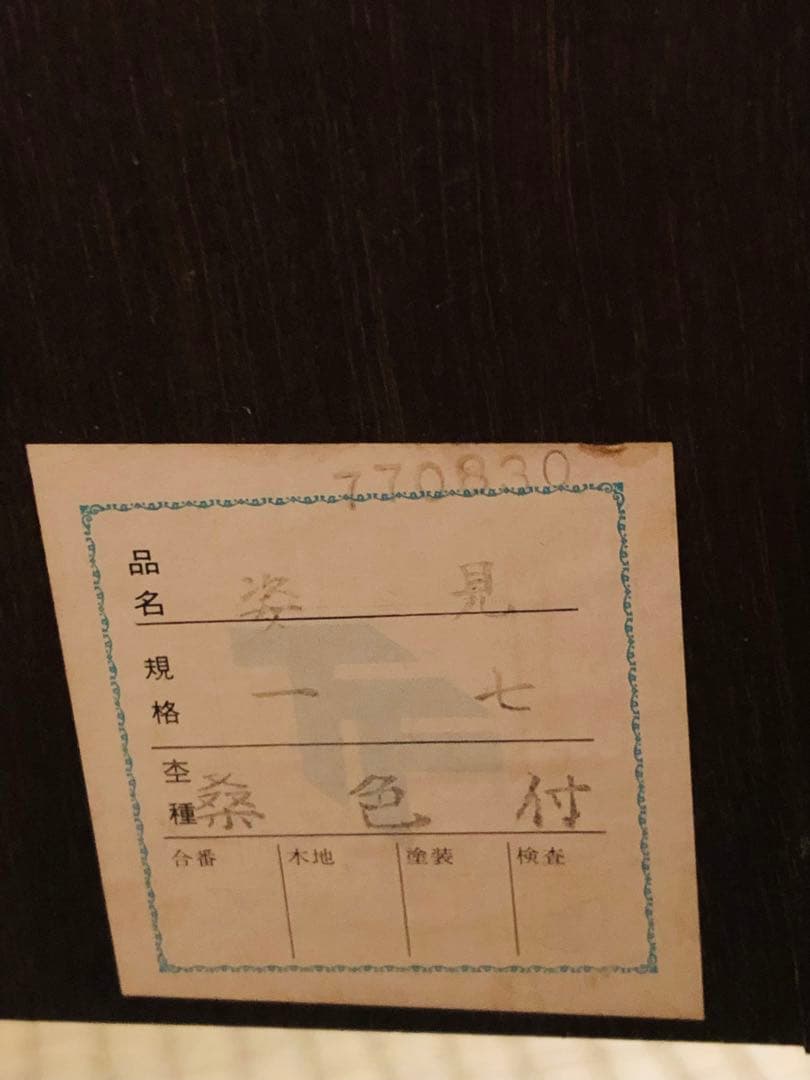 770830
品名 姿見
規格 一七
杢種 桑色付
合番 木地 塗装 検査